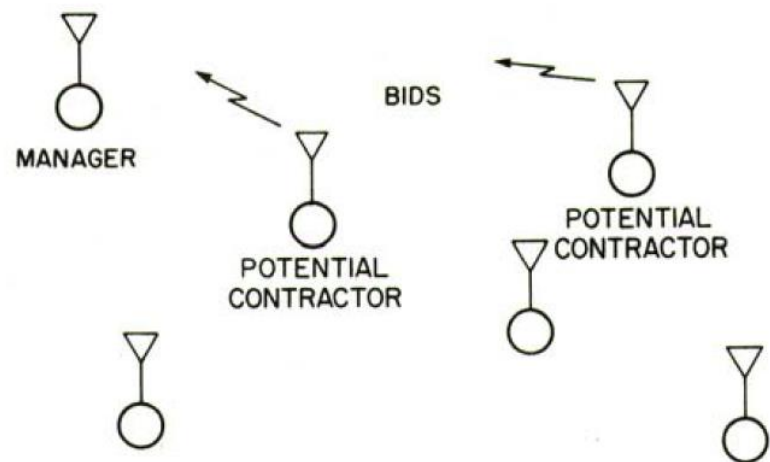 BIDS
MANAGER
POTENTIAL
CONTRACTOR
POTENTIAL
CONTRACTOR